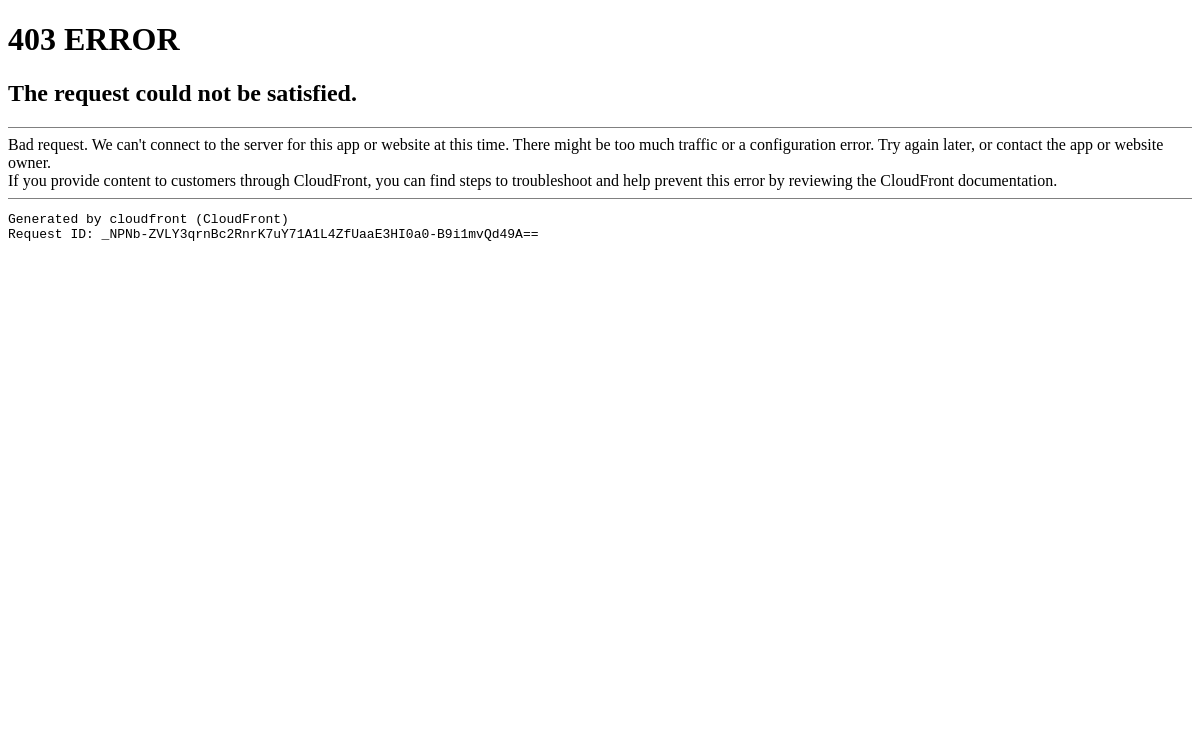 403 ERROR
The request could not be satisfied.
Bad request. We can't connect to the server for this app or website at this time. There might be too much traffic or a configuration error. Try again later, or contact the app or website
owner.
If you provide content to customers through CloudFront, you can find steps to troubleshoot and help prevent this error by reviewing the CloudFront documentation.
Generated by cloudfront (CloudFront)
Request ID: _NPNb-ZVLY3qrnBc2RnrK7uY71A1L4ZfUaaE3HI0a0-B9i1mvQd49A==